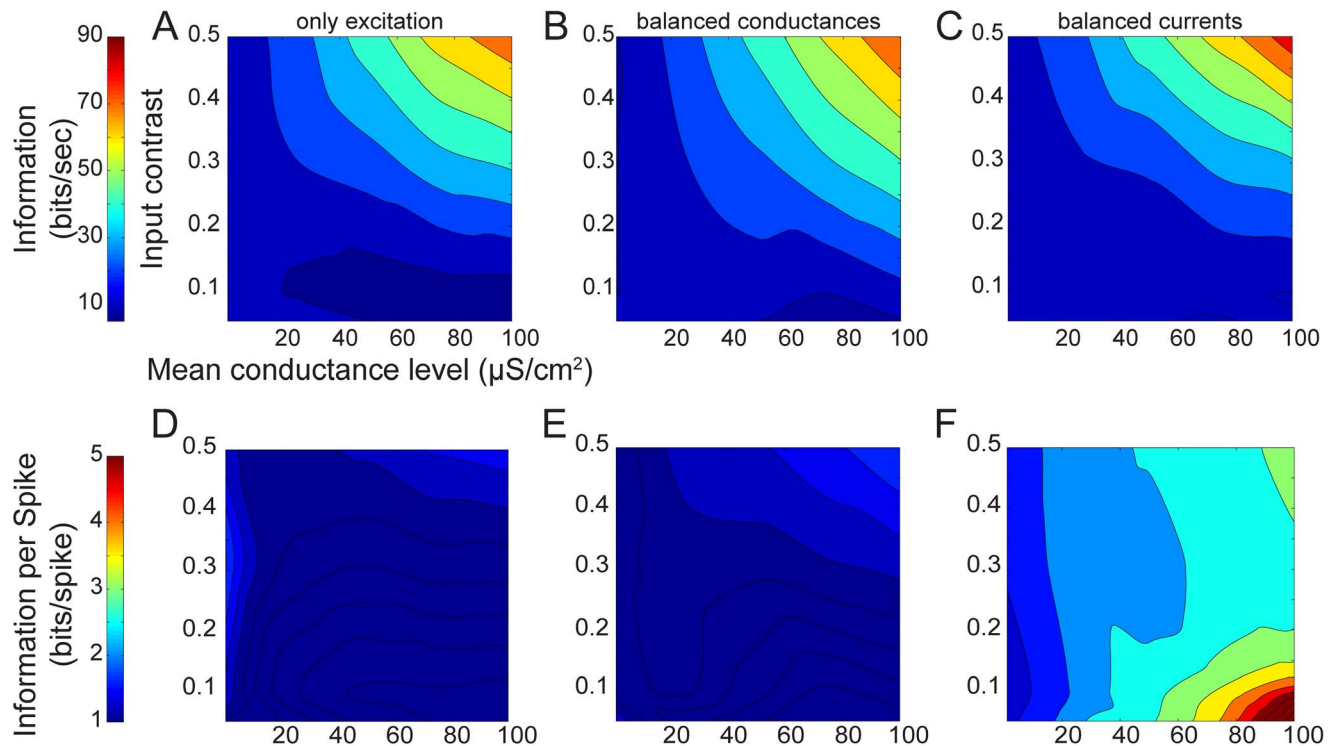 only excitation
balanced conductances
balanced currents
A
B
C
90
70
30
10
Information
(bits/sec)
Input contrast
0.5
0.4
0.3
0.2
0.1
0.5
0.4
0.3
0.2
0.1
0.5
0.4
0.3
0.2
0.1
20 40 60 80 100
20 40 60 80 100
20 40 60 80 100
Mean conductance level (µS/cm²)
D
E
F
5
4
3
2
1
Information per Spike
(bits/spike)
0.5
0.4
0.3
0.2
0.1
0.5
0.4
0.3
0.2
0.1
0.5
0.4
0.3
0.2
0.1
20 40 60 80 100
20 40 60 80 100
20 40 60 80 100